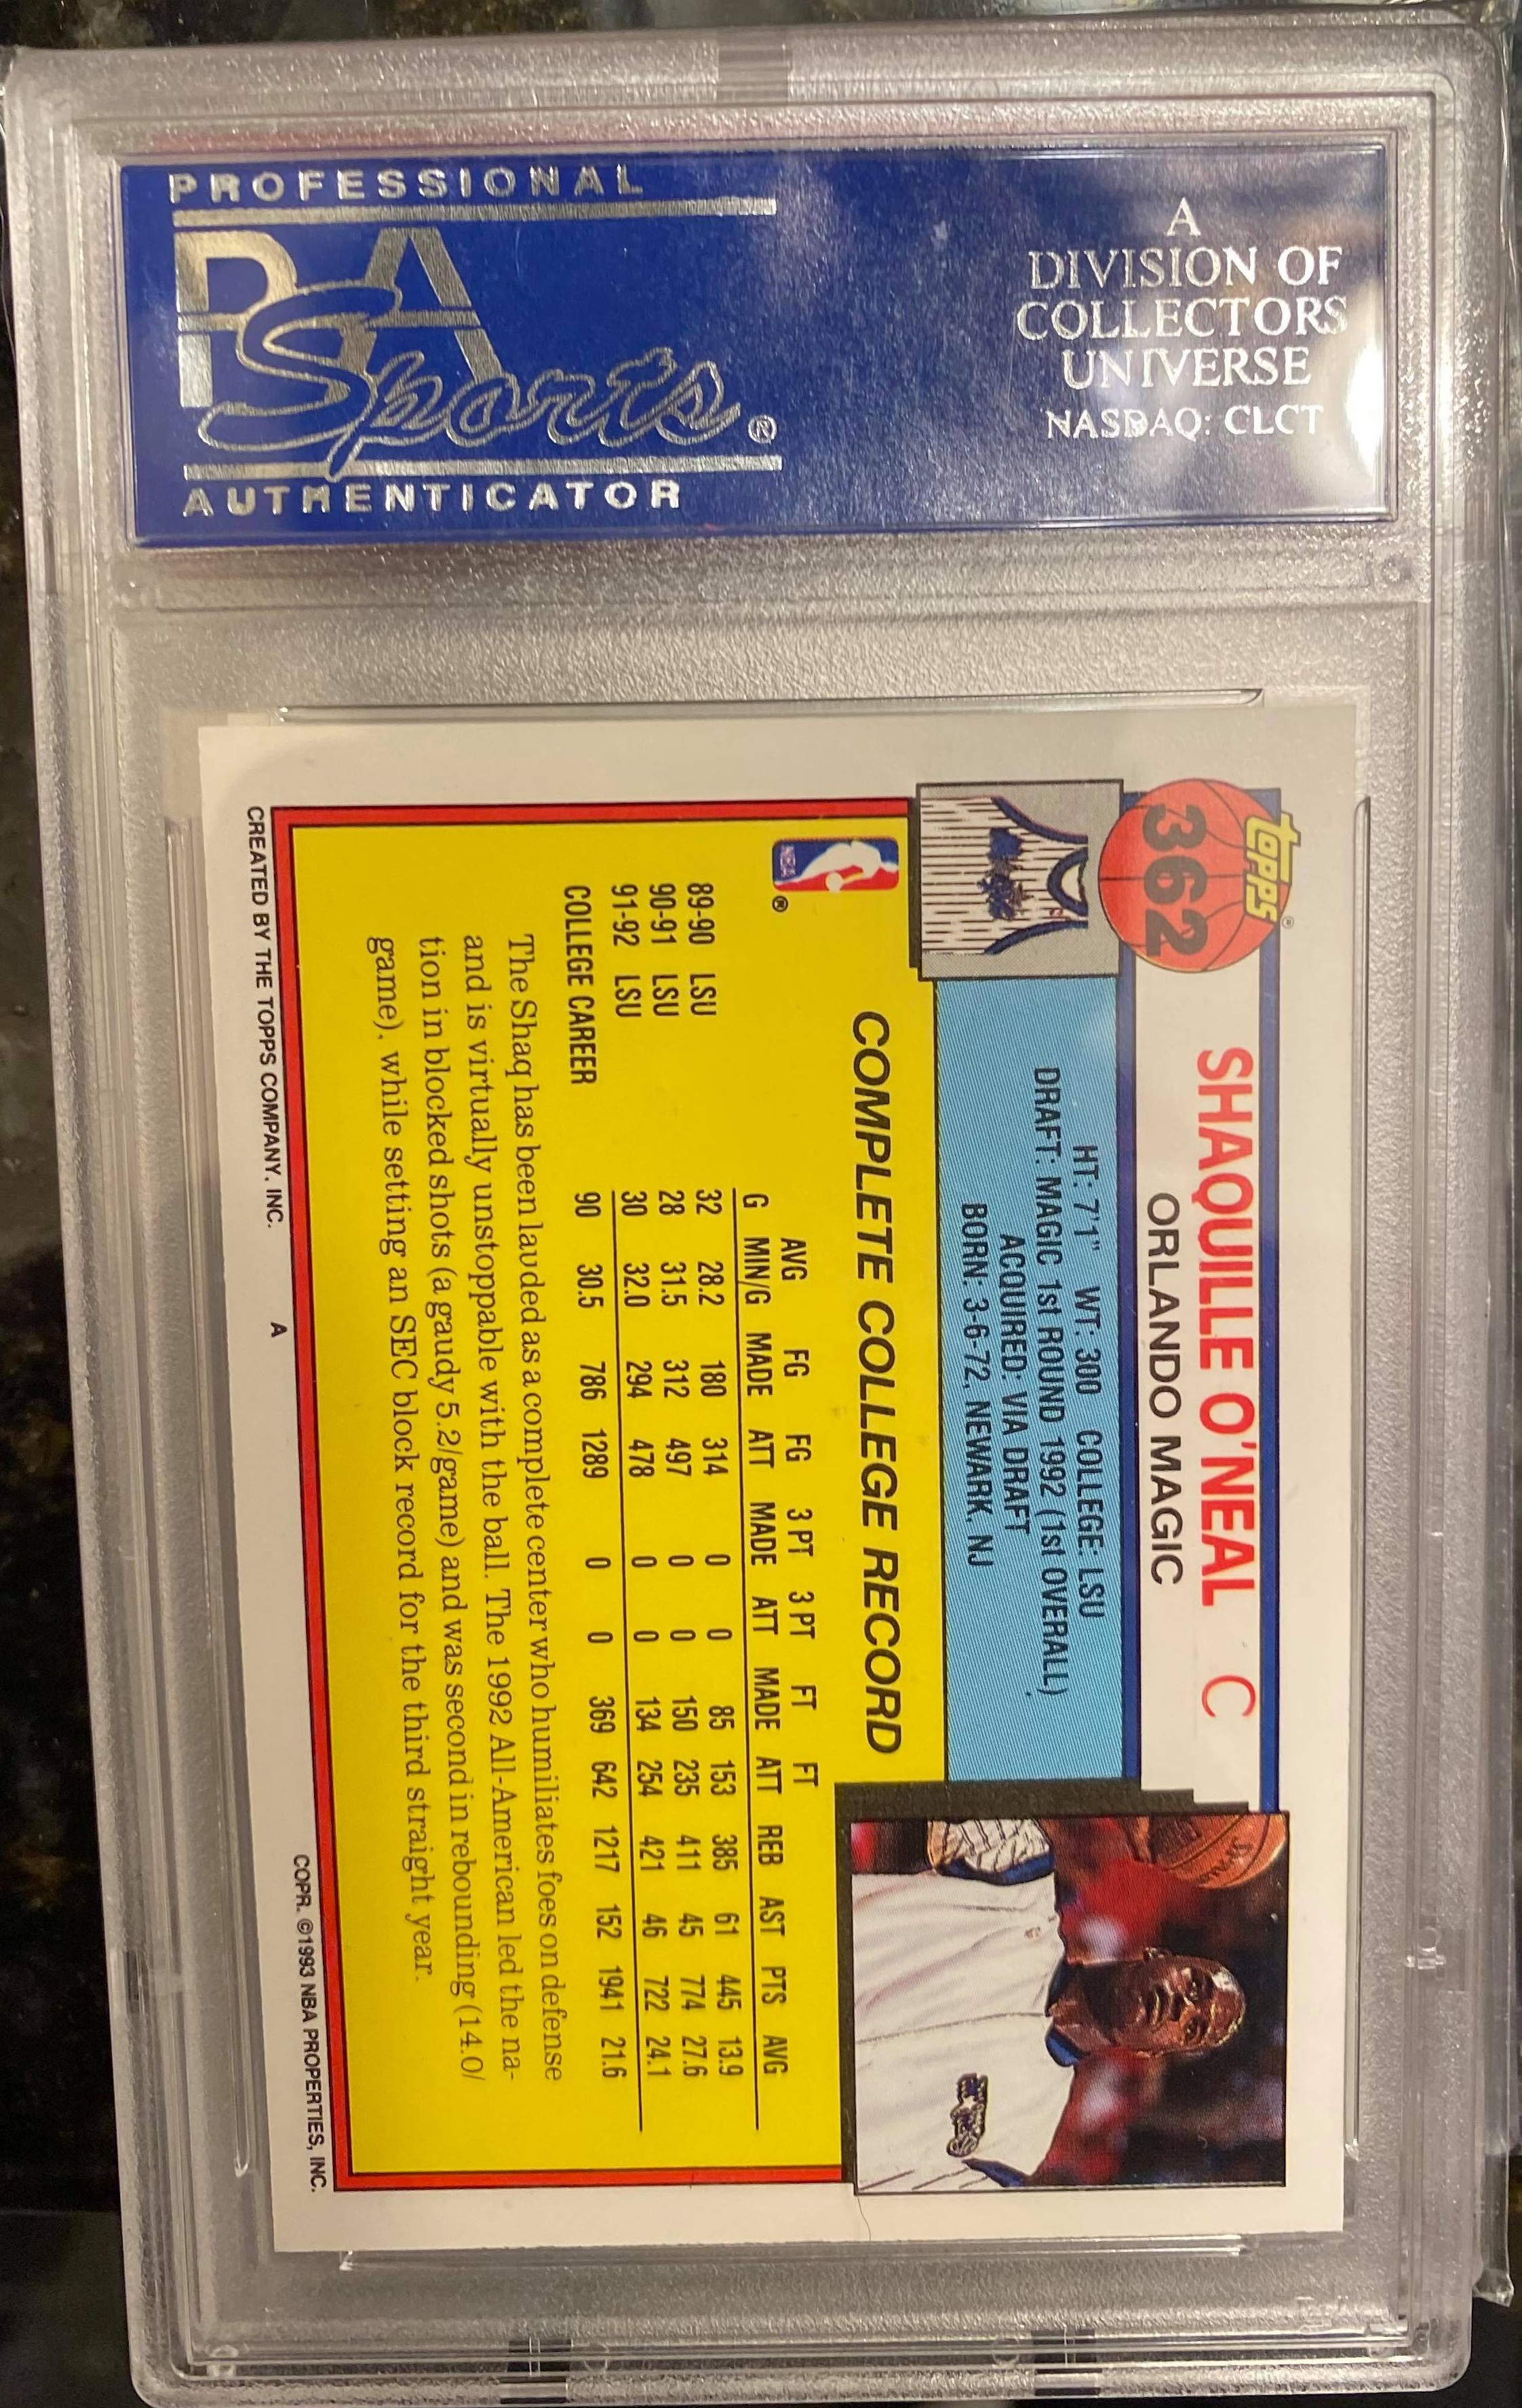 PROFESSIONAL
PSA
Sports®
AUTHENTICATOR
A
DIVISION OF
COLLECTORS
UNIVERSE
NASDAQ: CLCT
topps®
362
SHAQUILLE O'NEAL C
ORLANDO MAGIC
HT: 7'1" WT: 300 COLLEGE: LSU
DRAFT: MAGIC 1st ROUND 1992 (1st OVERALL)
ACQUIRED: VIA DRAFT
BORN: 3-6-72, NEWARK, NJ
NBA ®
COMPLETE COLLEGE RECORD
AVG FG FG 3 PT 3 PT FT FT
G MIN/G MADE ATT MADE ATT MADE ATT REB AST PTS AVG
89-90 LSU 32 28.2 180 314 0 0 85 153 385 61 445 13.9
90-91 LSU 28 31.5 312 497 0 0 150 235 411 45 774 27.6
91-92 LSU 30 32.0 294 478 0 0 134 254 421 46 722 24.1
COLLEGE CAREER 90 30.5 786 1289 0 0 369 642 1217 152 1941 21.6
The Shaq has been lauded as a complete center who humiliates foes on defense
and is virtually unstoppable with the ball. The 1992 All-American led the na-
tion in blocked shots (a gaudy 5.2/game) and was second in rebounding (14.0/
game), while setting an SEC block record for the third straight year.
CREATED BY THE TOPPS COMPANY, INC. A COPR. ©1993 NBA PROPERTIES, INC.